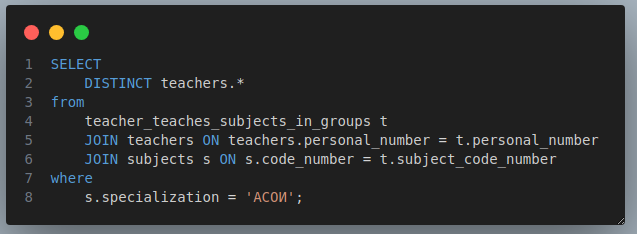 1 SELECT
2     DISTINCT teachers.*
3 from
4     teacher_teaches_subjects_in_groups t
5     JOIN teachers ON teachers.personal_number = t.personal_number
6     JOIN subjects s ON s.code_number = t.subject_code_number
7 where
8     s.specialization = 'АСОИ';